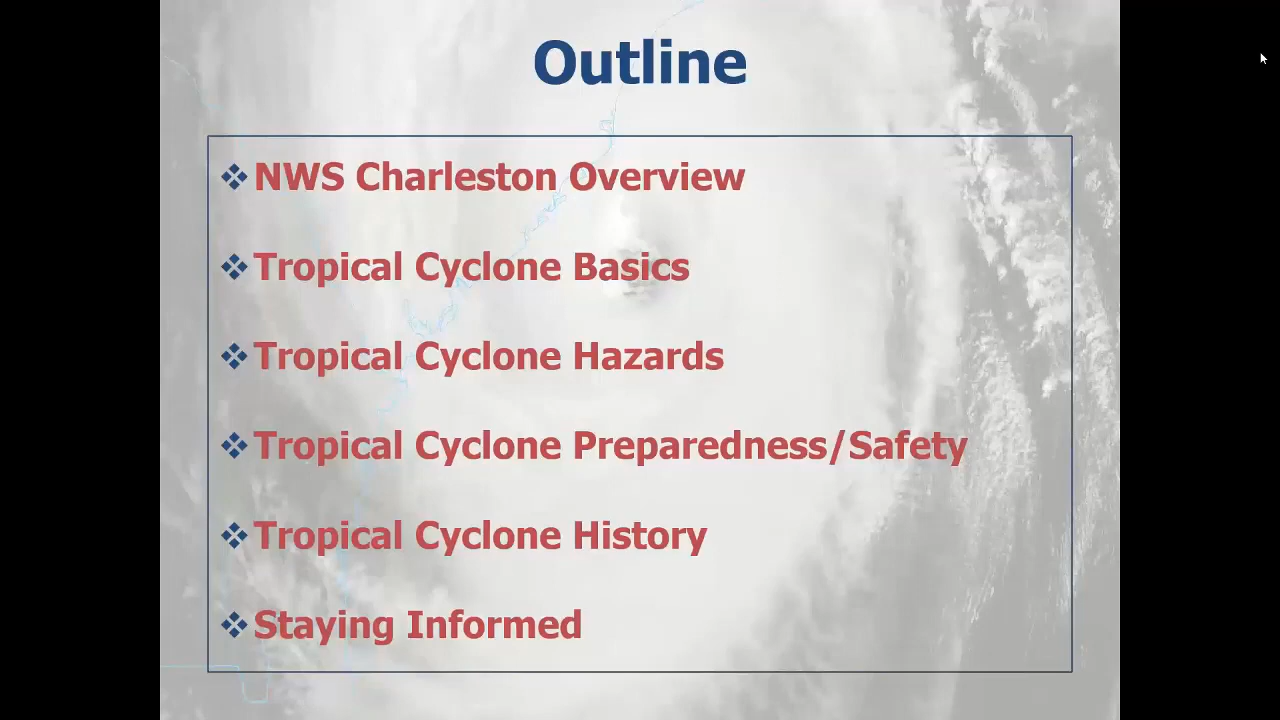 Outline
NWS Charleston Overview
Tropical Cyclone Basics
Tropical Cyclone Hazards
Tropical Cyclone Preparedness/Safety
Tropical Cyclone History
Staying Informed